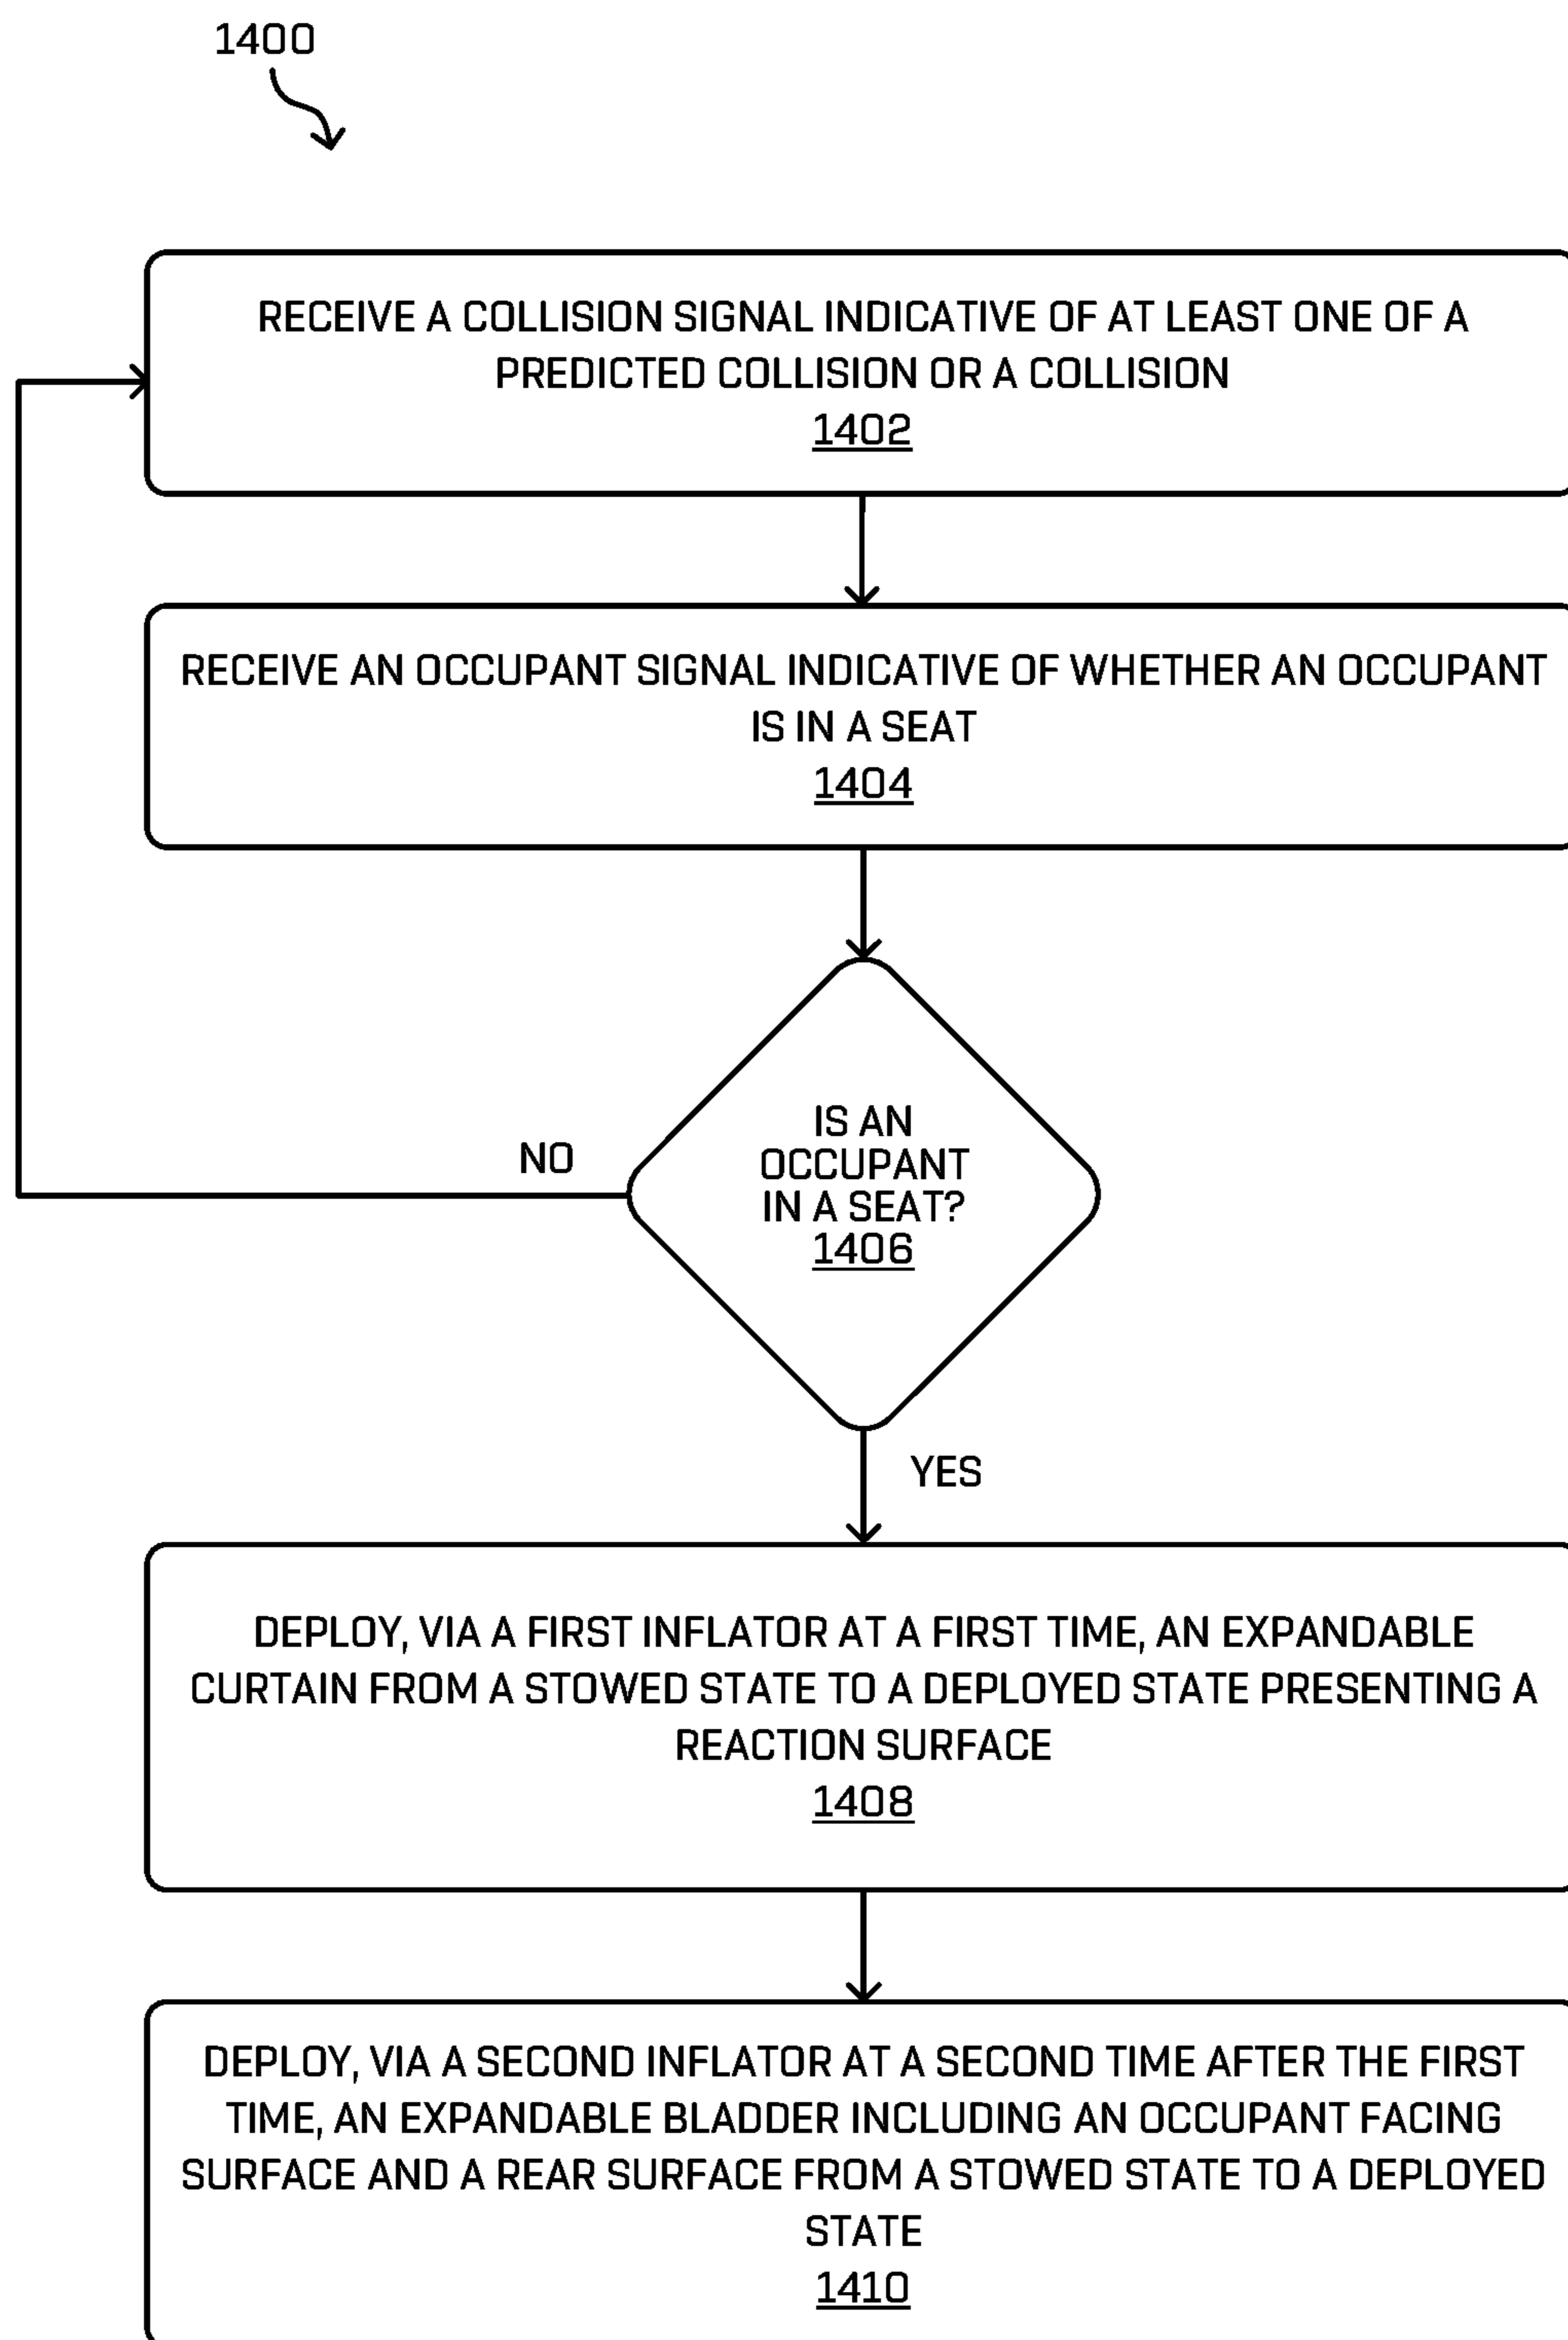 1400
RECEIVE A COLLISION SIGNAL INDICATIVE OF AT LEAST ONE OF A
PREDICTED COLLISION OR A COLLISION
1402
RECEIVE AN OCCUPANT SIGNAL INDICATIVE OF WHETHER AN OCCUPANT
IS IN A SEAT
1404
IS AN
OCCUPANT
IN A SEAT?
1406
NO
YES
DEPLOY, VIA A FIRST INFLATOR AT A FIRST TIME, AN EXPANDABLE
CURTAIN FROM A STOWED STATE TO A DEPLOYED STATE PRESENTING A
REACTION SURFACE
1408
DEPLOY, VIA A SECOND INFLATOR AT A SECOND TIME AFTER THE FIRST
TIME, AN EXPANDABLE BLADDER INCLUDING AN OCCUPANT FACING
SURFACE AND A REAR SURFACE FROM A STOWED STATE TO A DEPLOYED
STATE
1410